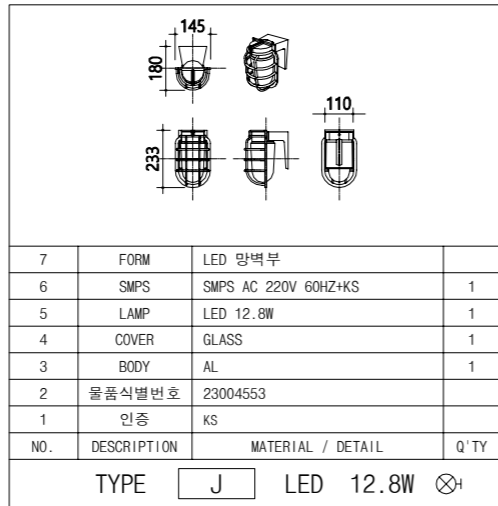 145
180
110
233
7 FORM LED 망벽부
6 SMPS SMPS AC 220V 60HZ+KS 1
5 LAMP LED 12.8W 1
4 COVER GLASS 1
3 BODY AL 1
2 물품식별번호 23004553
1 인증 KS
NO. DESCRIPTION MATERIAL / DETAIL Q'TY
TYPE J LED 12.8W H